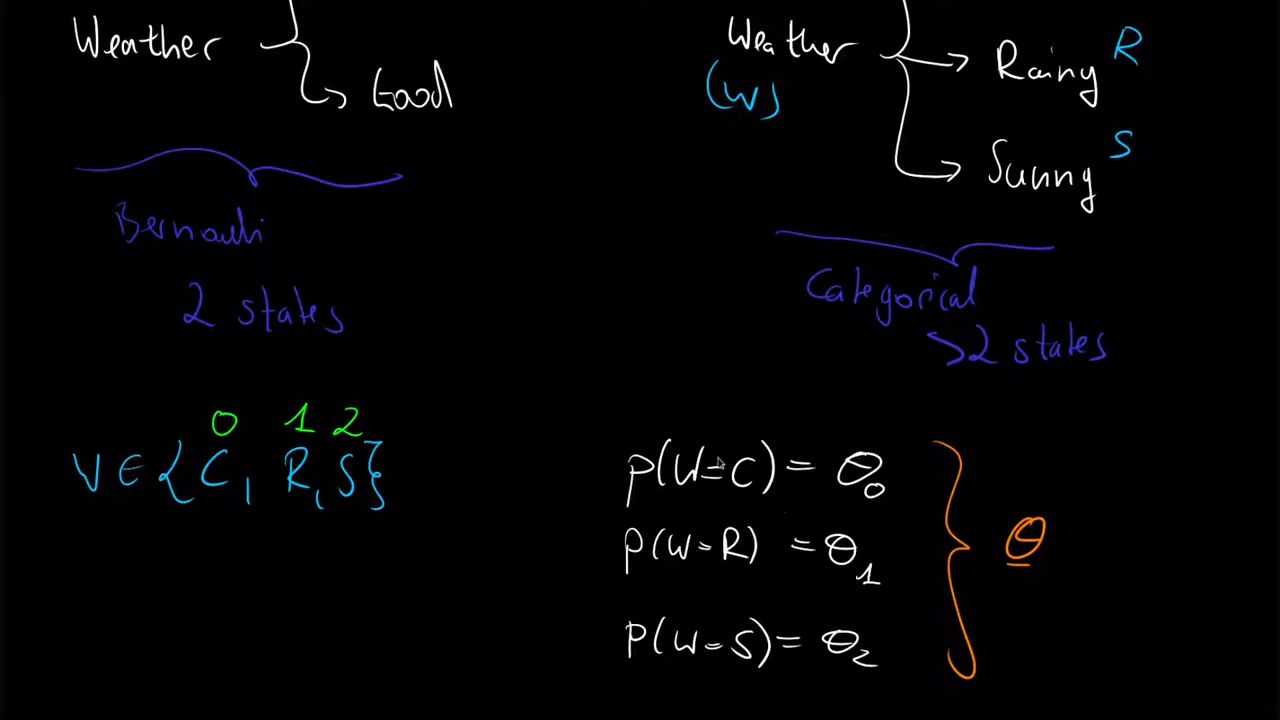 Weather
Good
Bernoulli
2 states
Weather
(W)
Rainy R
Sunny S
Categorical
>2 states
0 1 2
W ∈ {C, R, S}
p(W=C) = θ₀
p(W=R) = θ₁
p(W=S) = θ₂
θ